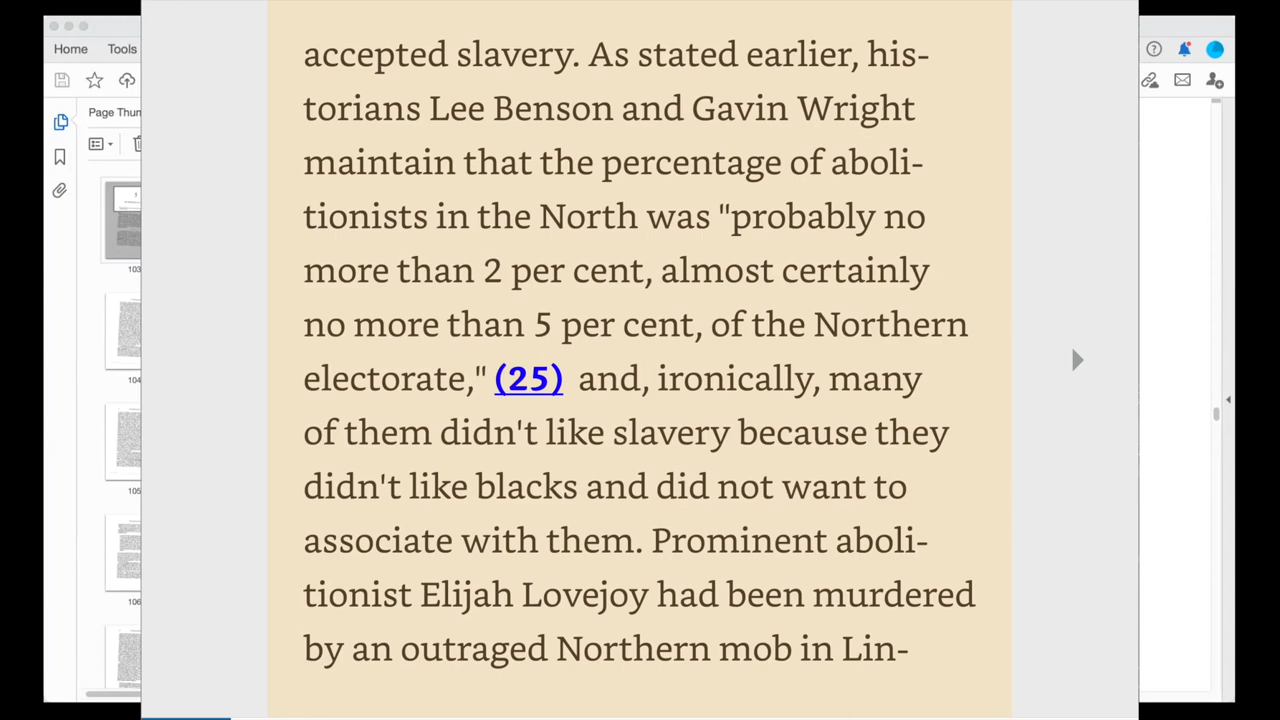 Home Tools
Page Thum
accepted slavery. As stated earlier, his-
torians Lee Benson and Gavin Wright
maintain that the percentage of aboli-
tionists in the North was "probably no
more than 2 per cent, almost certainly
no more than 5 per cent, of the Northern
electorate," (25) and, ironically, many
of them didn't like slavery because they
didn't like blacks and did not want to
associate with them. Prominent aboli-
tionist Elijah Lovejoy had been murdered
by an outraged Northern mob in Lin-
103
104
105
106